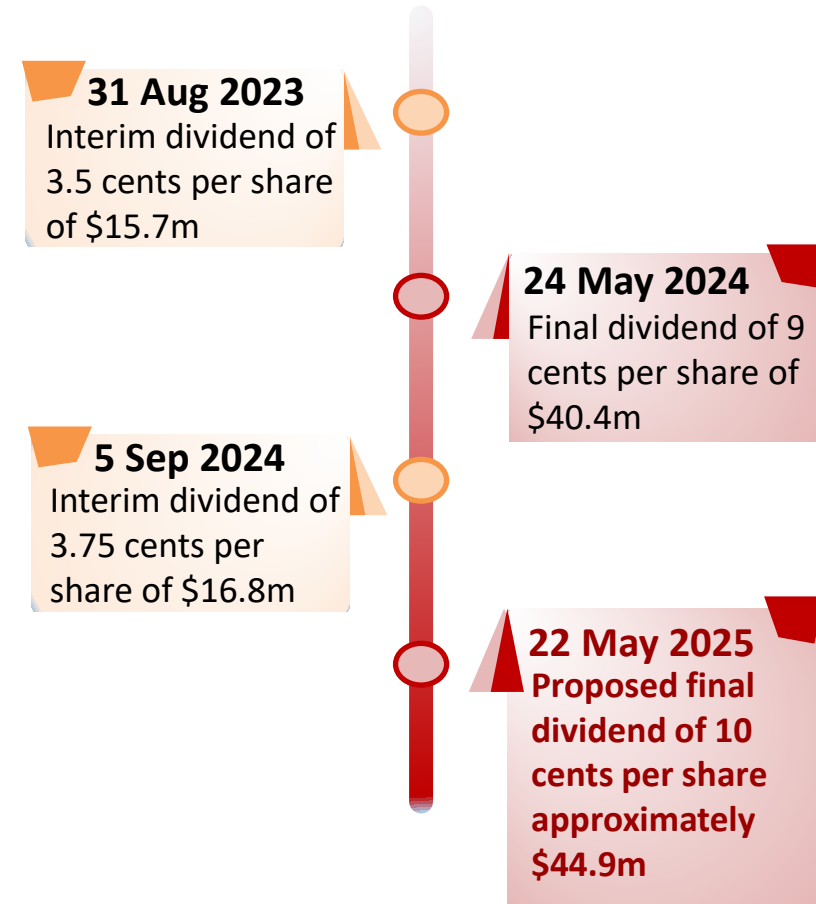 31 Aug 2023
Interim dividend of
3.5 cents per share
of $15.7m
24 May 2024
Final dividend of 9
cents per share of
$40.4m
5 Sep 2024
Interim dividend of
3.75 cents per
share of $16.8m
22 May 2025
Proposed final
dividend of 10
cents per share
approximately
$44.9m